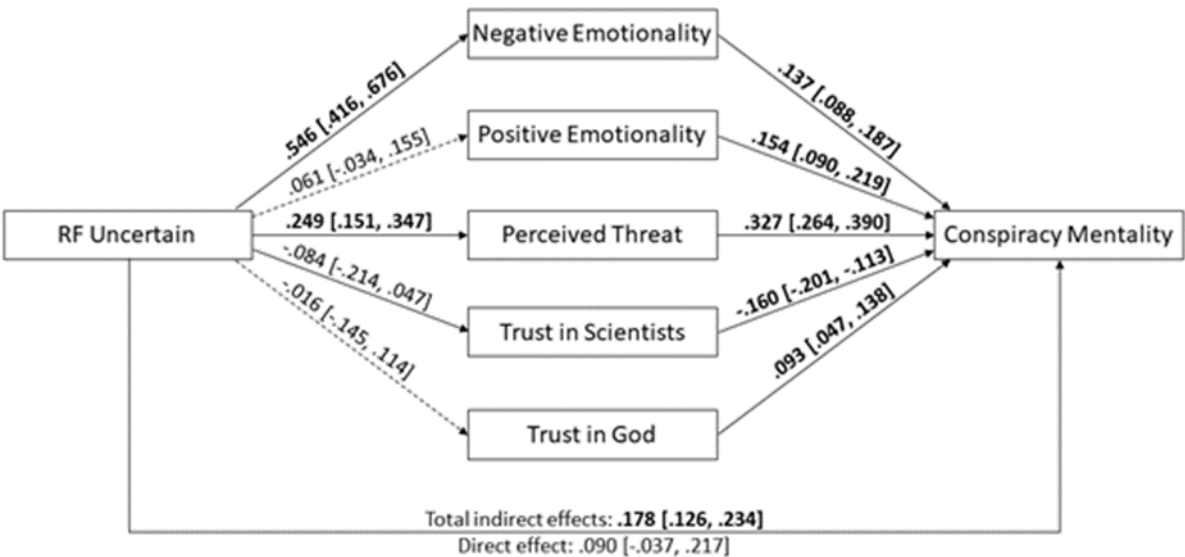 Negative Emotionality
.546 [.416, .676]
.137 [.088, .187]
Positive Emotionality
.061 [-.034, .155]
.154 [.090, .219]
RF Uncertain
.249 [.151, .347]
Perceived Threat
.327 [.264, .390]
Conspiracy Mentality
-.084 [-.214, .047]
-.160 [-.201, -.113]
Trust in Scientists
-.016 [-.145, .114]
.093 [.047, .138]
Trust in God
Total indirect effects: .178 [.126, .234]
Direct effect: .090 [-.037, .217]